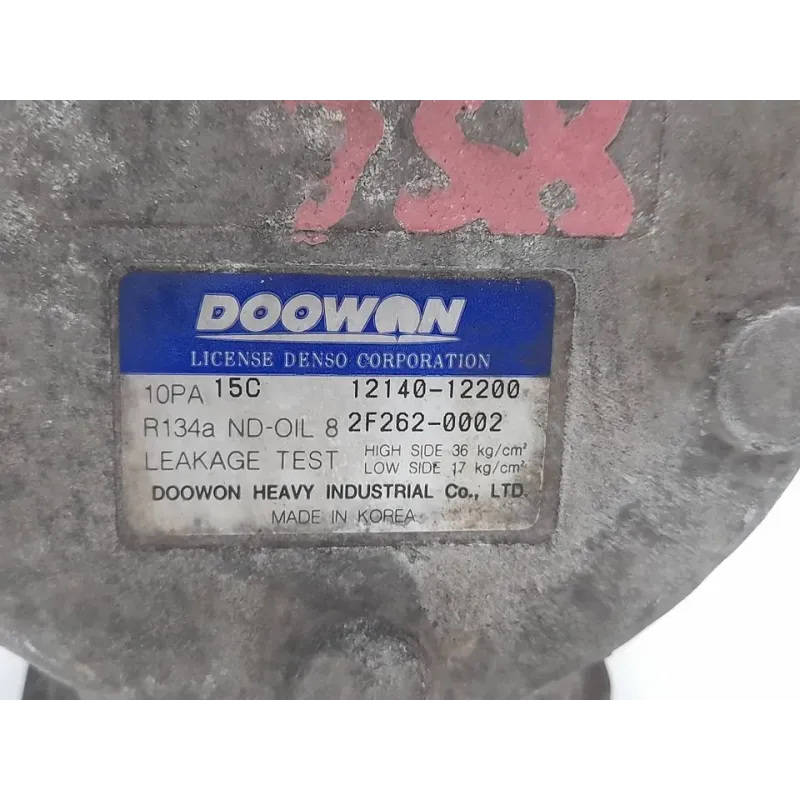 DOOWON
LICENSE DENSO CORPORATION
10PA 15C 12140-12200
R134a ND-OIL 8 2F262-0002
LEAKAGE TEST HIGH SIDE 36 kg/cm²
LOW SIDE 17 kg/cm²
DOOWON HEAVY INDUSTRIAL Co., LTD.
MADE IN KOREA